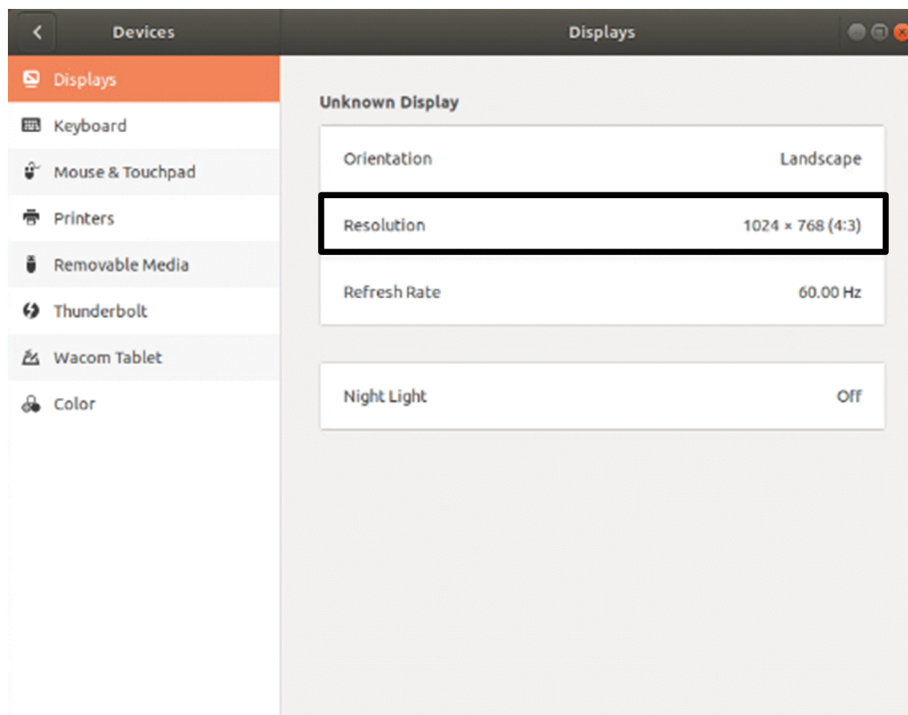 Devices
Displays
Displays
Keyboard
Mouse & Touchpad
Printers
Removable Media
Thunderbolt
Wacom Tablet
Color
Unknown Display
Orientation Landscape
Resolution 1024 × 768 (4:3)
Refresh Rate 60.00 Hz
Night Light Off